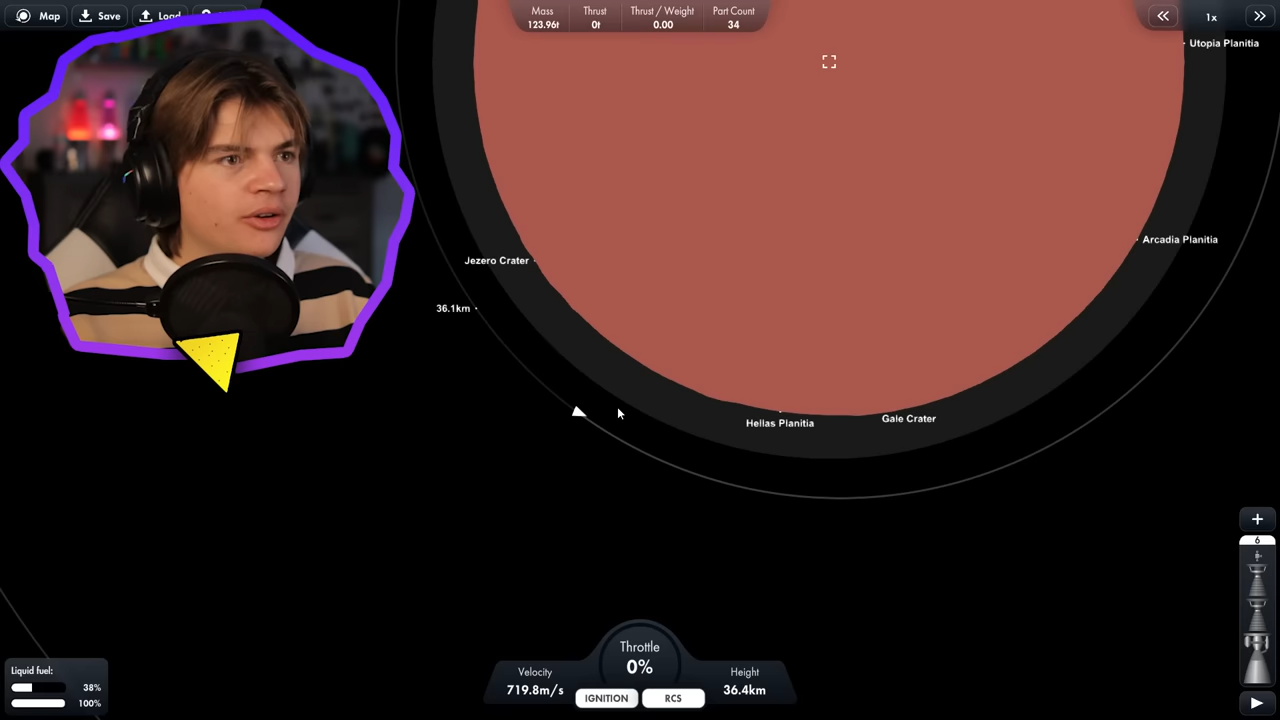 Map
Save
Load
Mass
123.96t
Thrust
0t
Thrust / Weight
0.00
Part Count
34
1x
Utopia Planitia
Arcadia Planitia
Jezero Crater
36.1km
Hellas Planitia
Gale Crater
6
Throttle
0%
Velocity
719.8m/s
Height
36.4km
IGNITION
RCS
Liquid fuel:
38%
100%